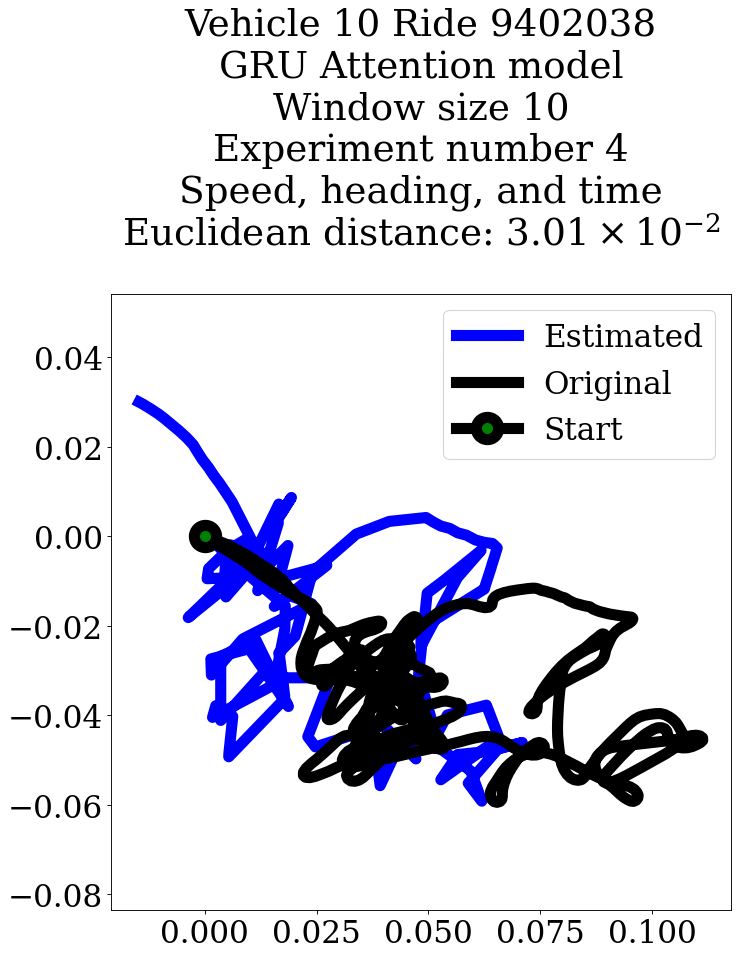 Vehicle 10 Ride 9402038
GRU Attention model
Window size 10
Experiment number 4
Speed, heading, and time
Euclidean distance: 3.01 × 10⁻²
Estimated
Original
Start
0.04
0.02
0.00
−0.02
−0.04
−0.06
−0.08
0.000 0.025 0.050 0.075 0.100